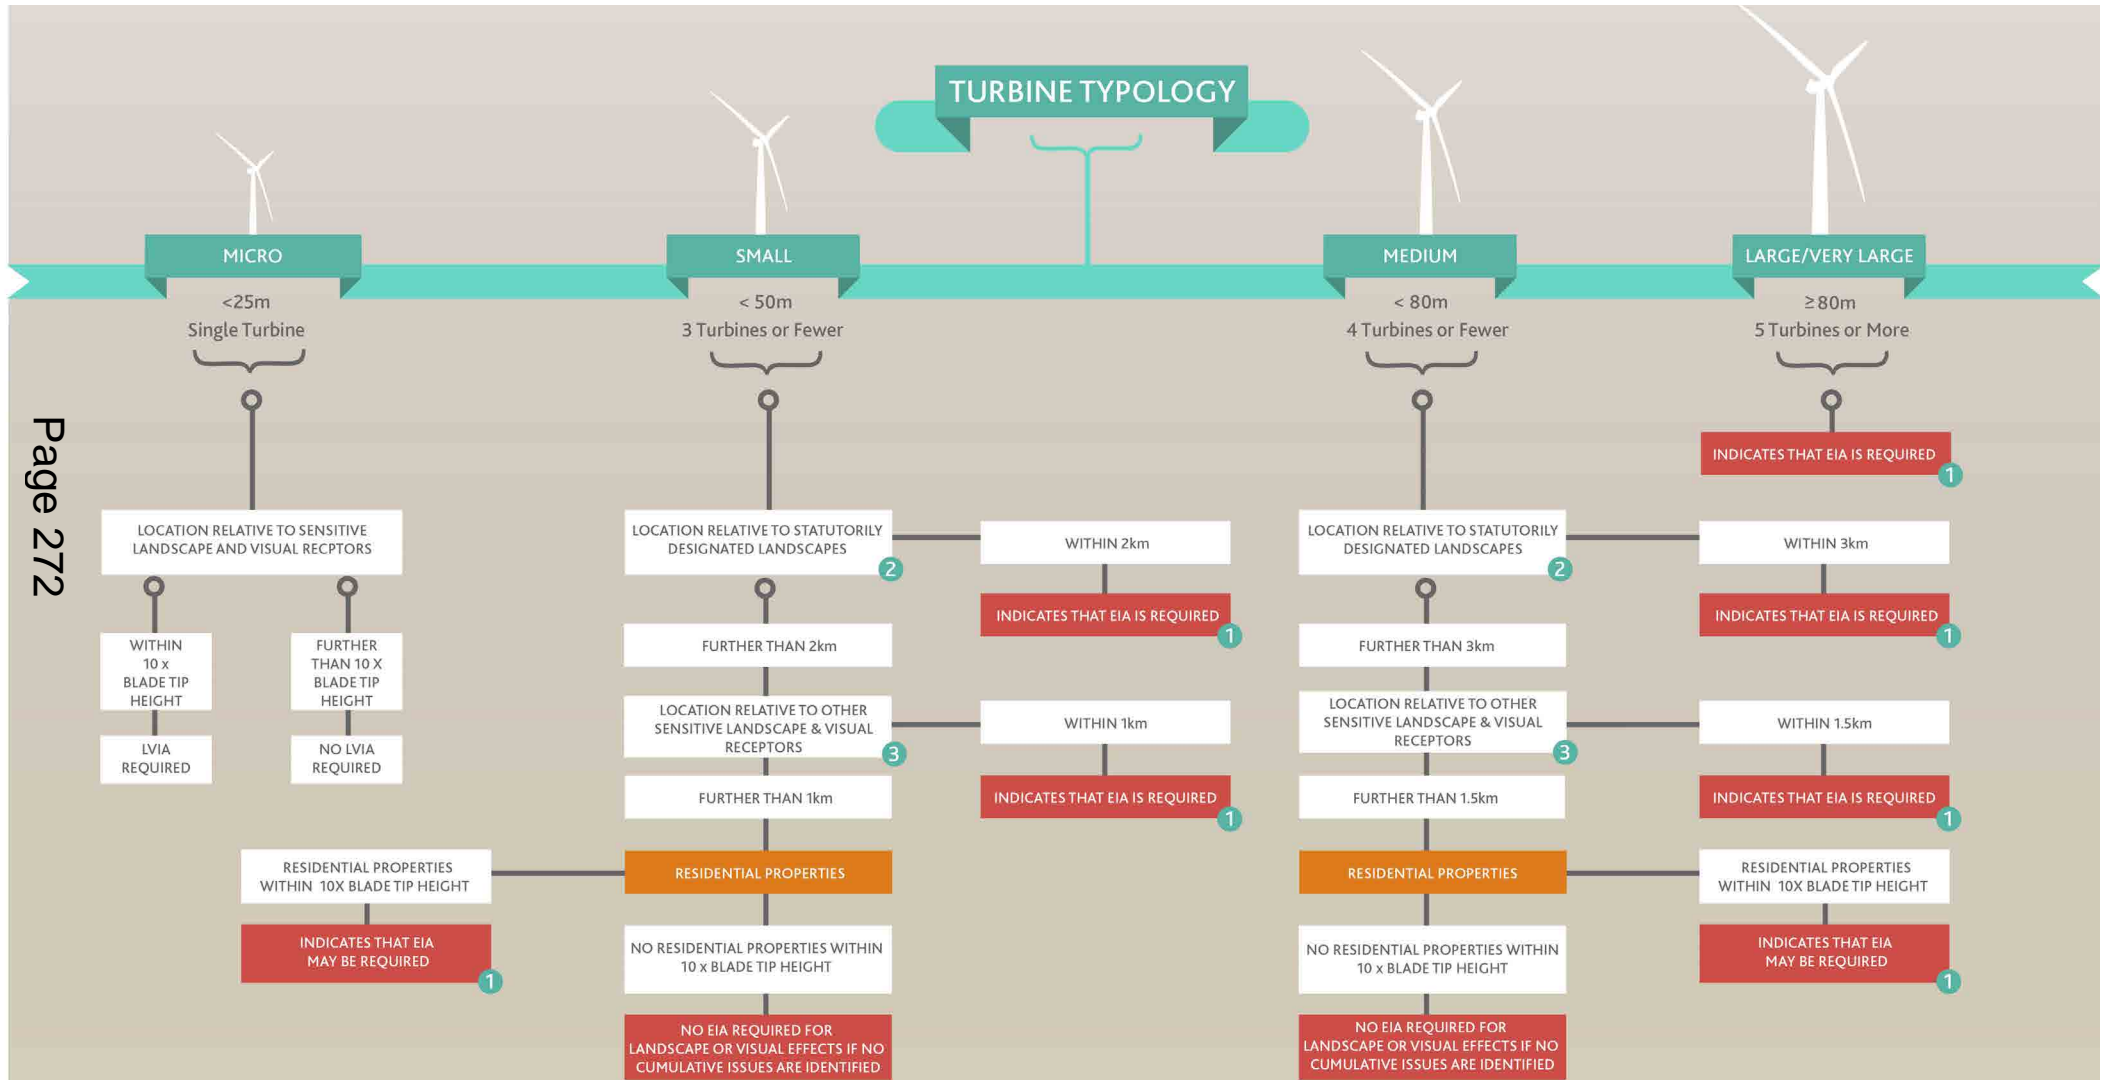 TURBINE TYPOLOGY
MICRO
<25m
Single Turbine
SMALL
< 50m
3 Turbines or Fewer
MEDIUM
< 80m
4 Turbines or Fewer
LARGE/VERY LARGE
≥80m
5 Turbines or More
INDICATES THAT EIA IS REQUIRED
1
Page 272
LOCATION RELATIVE TO SENSITIVE
LANDSCAPE AND VISUAL RECPTORS
WITHIN
10 x
BLADE TIP
HEIGHT
LVIA
REQUIRED
FURTHER
THAN 10 X
BLADE TIP
HEIGHT
NO LVIA
REQUIRED
LOCATION RELATIVE TO STATUTORILY
DESIGNATED LANDSCAPES
2
WITHIN 2km
INDICATES THAT EIA IS REQUIRED
1
FURTHER THAN 2km
LOCATION RELATIVE TO OTHER
SENSITIVE LANDSCAPE & VISUAL
RECEPTORS
3
WITHIN 1km
INDICATES THAT EIA IS REQUIRED
1
FURTHER THAN 1km
RESIDENTIAL PROPERTIES
RESIDENTIAL PROPERTIES
WITHIN 10X BLADE TIP HEIGHT
INDICATES THAT EIA
MAY BE REQUIRED
1
NO RESIDENTIAL PROPERTIES WITHIN
10 x BLADE TIP HEIGHT
NO EIA REQUIRED FOR
LANDSCAPE OR VISUAL EFFECTS IF NO
CUMULATIVE ISSUES ARE IDENTIFIED
LOCATION RELATIVE TO STATUTORILY
DESIGNATED LANDSCAPES
2
WITHIN 3km
INDICATES THAT EIA IS REQUIRED
1
FURTHER THAN 3km
LOCATION RELATIVE TO OTHER
SENSITIVE LANDSCAPE & VISUAL
RECEPTORS
3
WITHIN 1.5km
INDICATES THAT EIA IS REQUIRED
1
FURTHER THAN 1.5km
RESIDENTIAL PROPERTIES
RESIDENTIAL PROPERTIES
WITHIN 10X BLADE TIP HEIGHT
INDICATES THAT EIA
MAY BE REQUIRED
1
NO RESIDENTIAL PROPERTIES WITHIN
10 x BLADE TIP HEIGHT
NO EIA REQUIRED FOR
LANDSCAPE OR VISUAL EFFECTS IF NO
CUMULATIVE ISSUES ARE IDENTIFIED